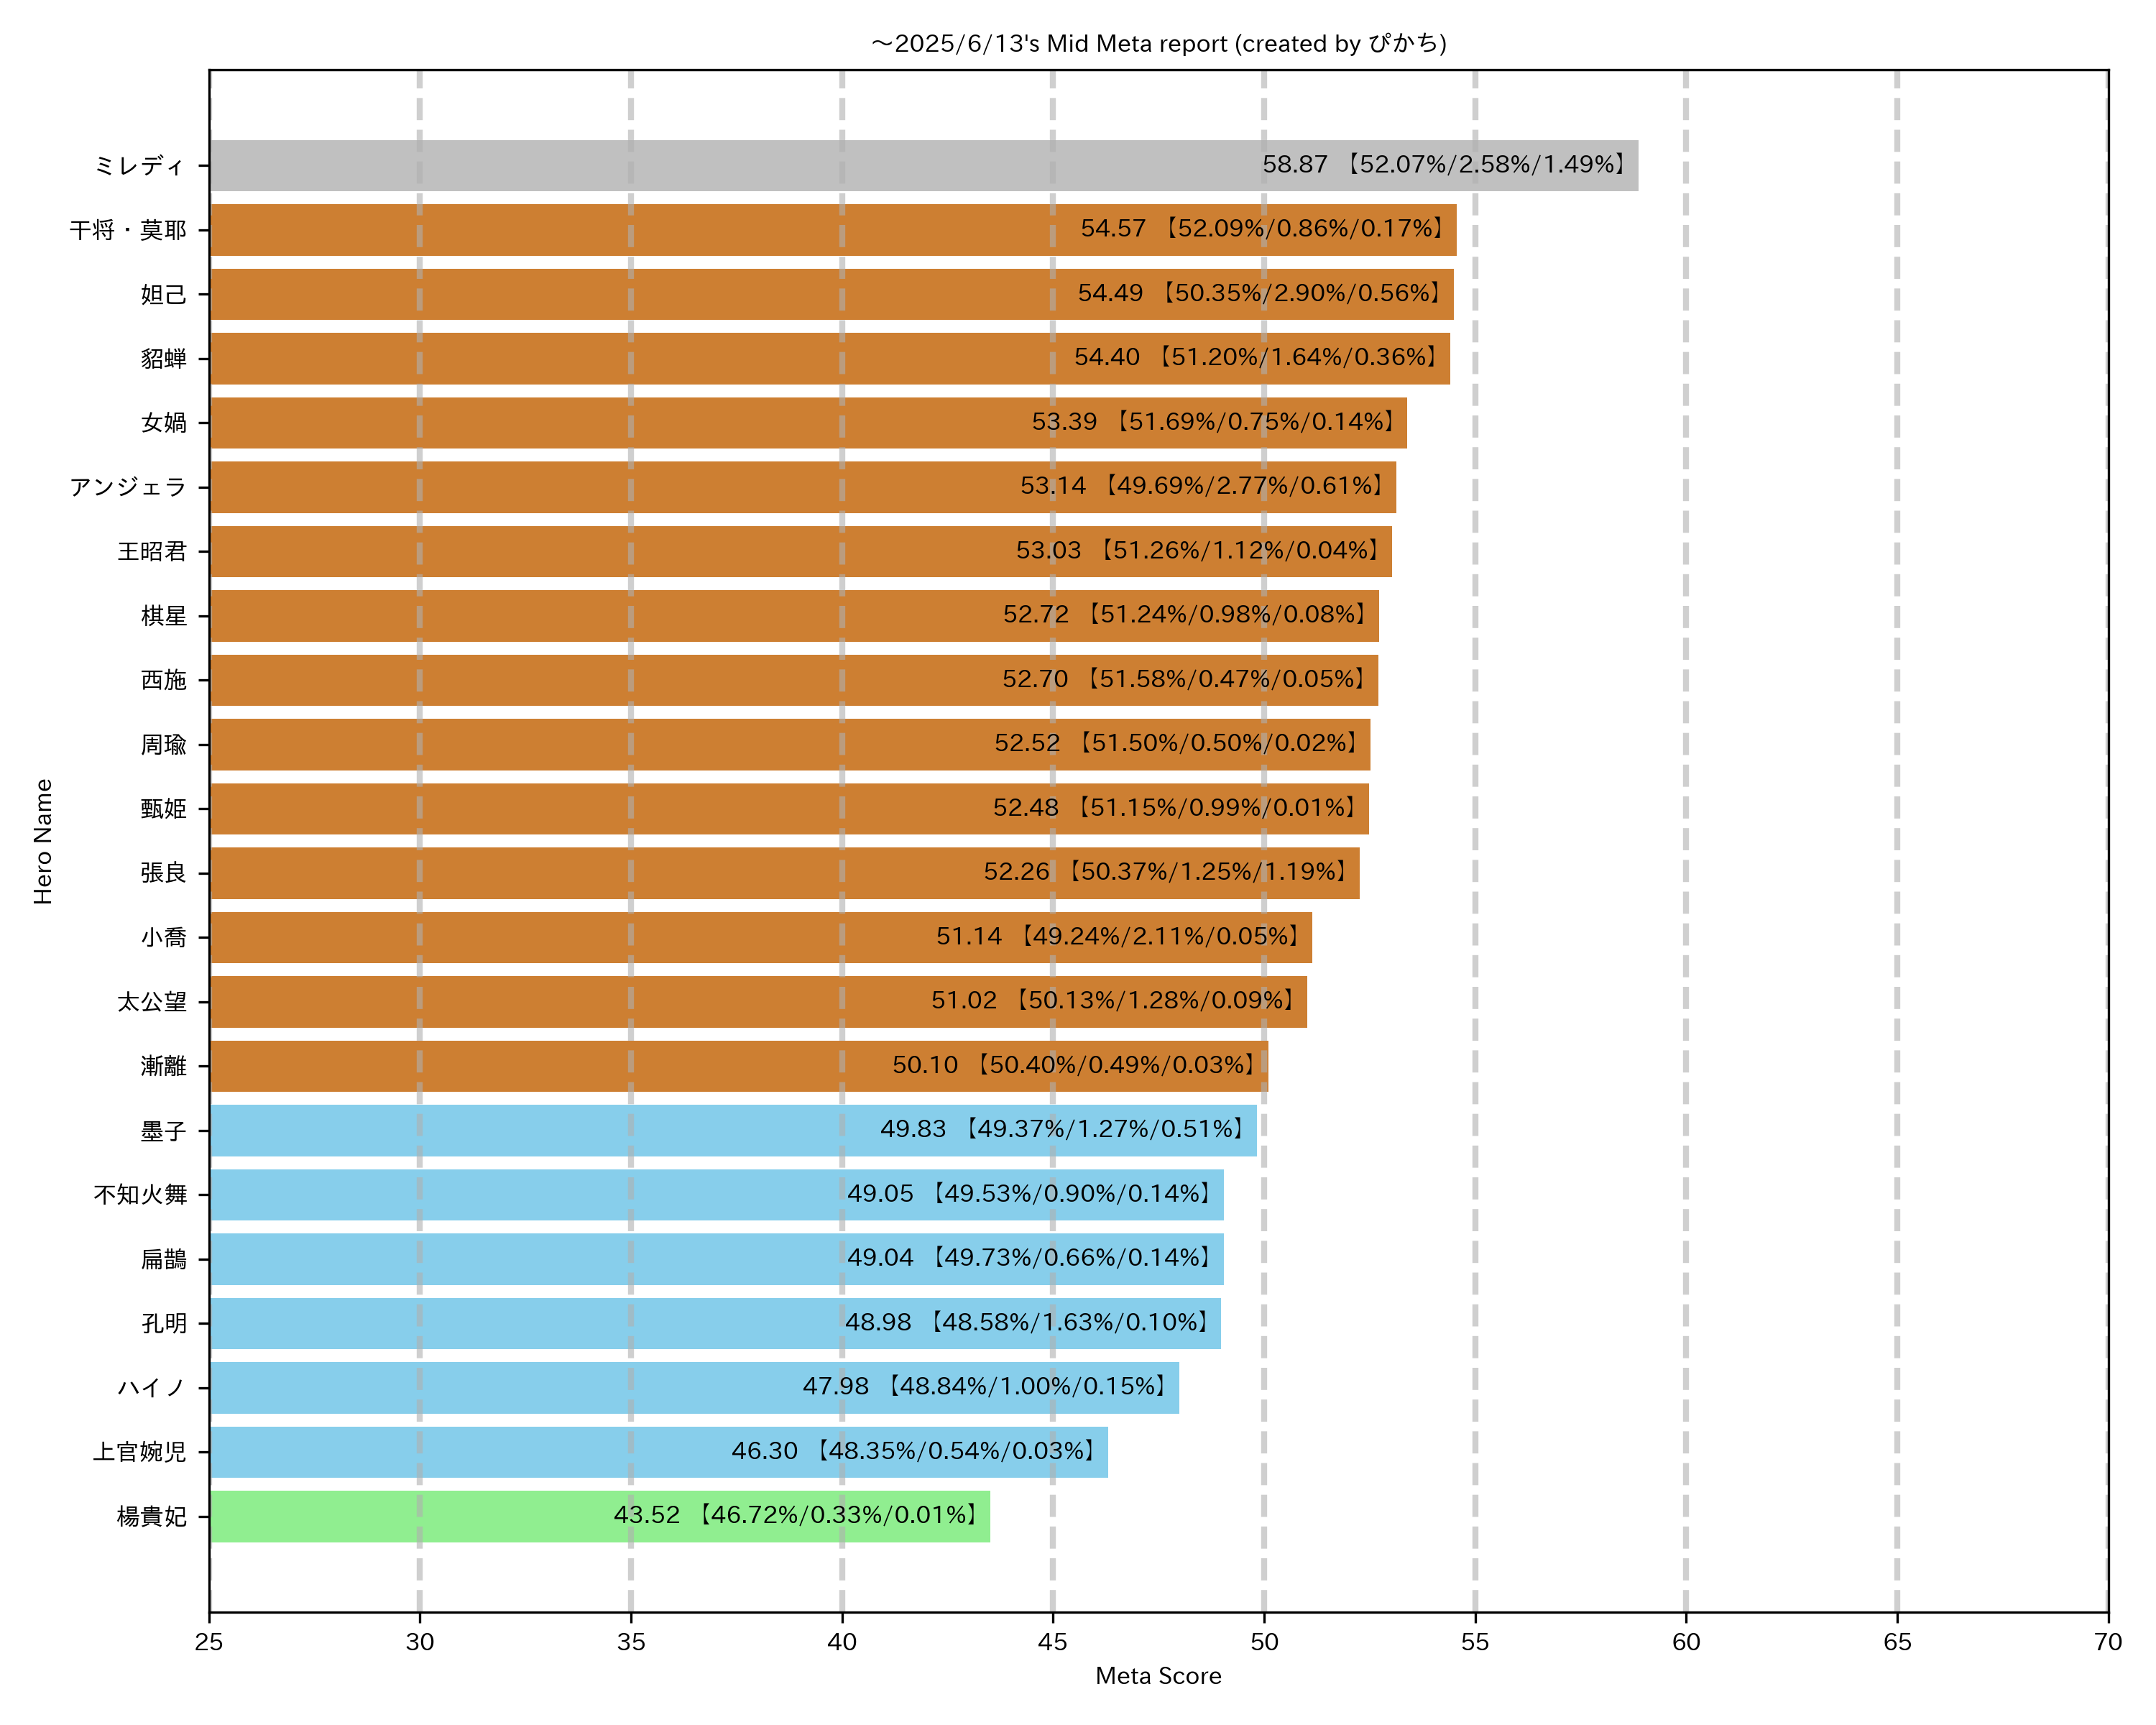 ～2025/6/13's Mid Meta report (created by ぴかち)
ミレディ 58.87 【52.07%/2.58%/1.49%】
干将・莫耶 54.57 【52.09%/0.86%/0.17%】
妲己 54.49 【50.35%/2.90%/0.56%】
貂蝉 54.40 【51.20%/1.64%/0.36%】
女媧 53.39 【51.69%/0.75%/0.14%】
アンジェラ 53.14 【49.69%/2.77%/0.61%】
王昭君 53.03 【51.26%/1.12%/0.04%】
棋星 52.72 【51.24%/0.98%/0.08%】
西施 52.70 【51.58%/0.47%/0.05%】
周瑜 52.52 【51.50%/0.50%/0.02%】
甄姫 52.48 【51.15%/0.99%/0.01%】
張良 52.26 【50.37%/1.25%/1.19%】
小喬 51.14 【49.24%/2.11%/0.05%】
太公望 51.02 【50.13%/1.28%/0.09%】
漸離 50.10 【50.40%/0.49%/0.03%】
墨子 49.83 【49.37%/1.27%/0.51%】
不知火舞 49.05 【49.53%/0.90%/0.14%】
扁鵲 49.04 【49.73%/0.66%/0.14%】
孔明 48.98 【48.58%/1.63%/0.10%】
ハイノ 47.98 【48.84%/1.00%/0.15%】
上官婉児 46.30 【48.35%/0.54%/0.03%】
楊貴妃 43.52 【46.72%/0.33%/0.01%】
Hero Name
25 30 35 40 45 50 55 60 65 70
Meta Score